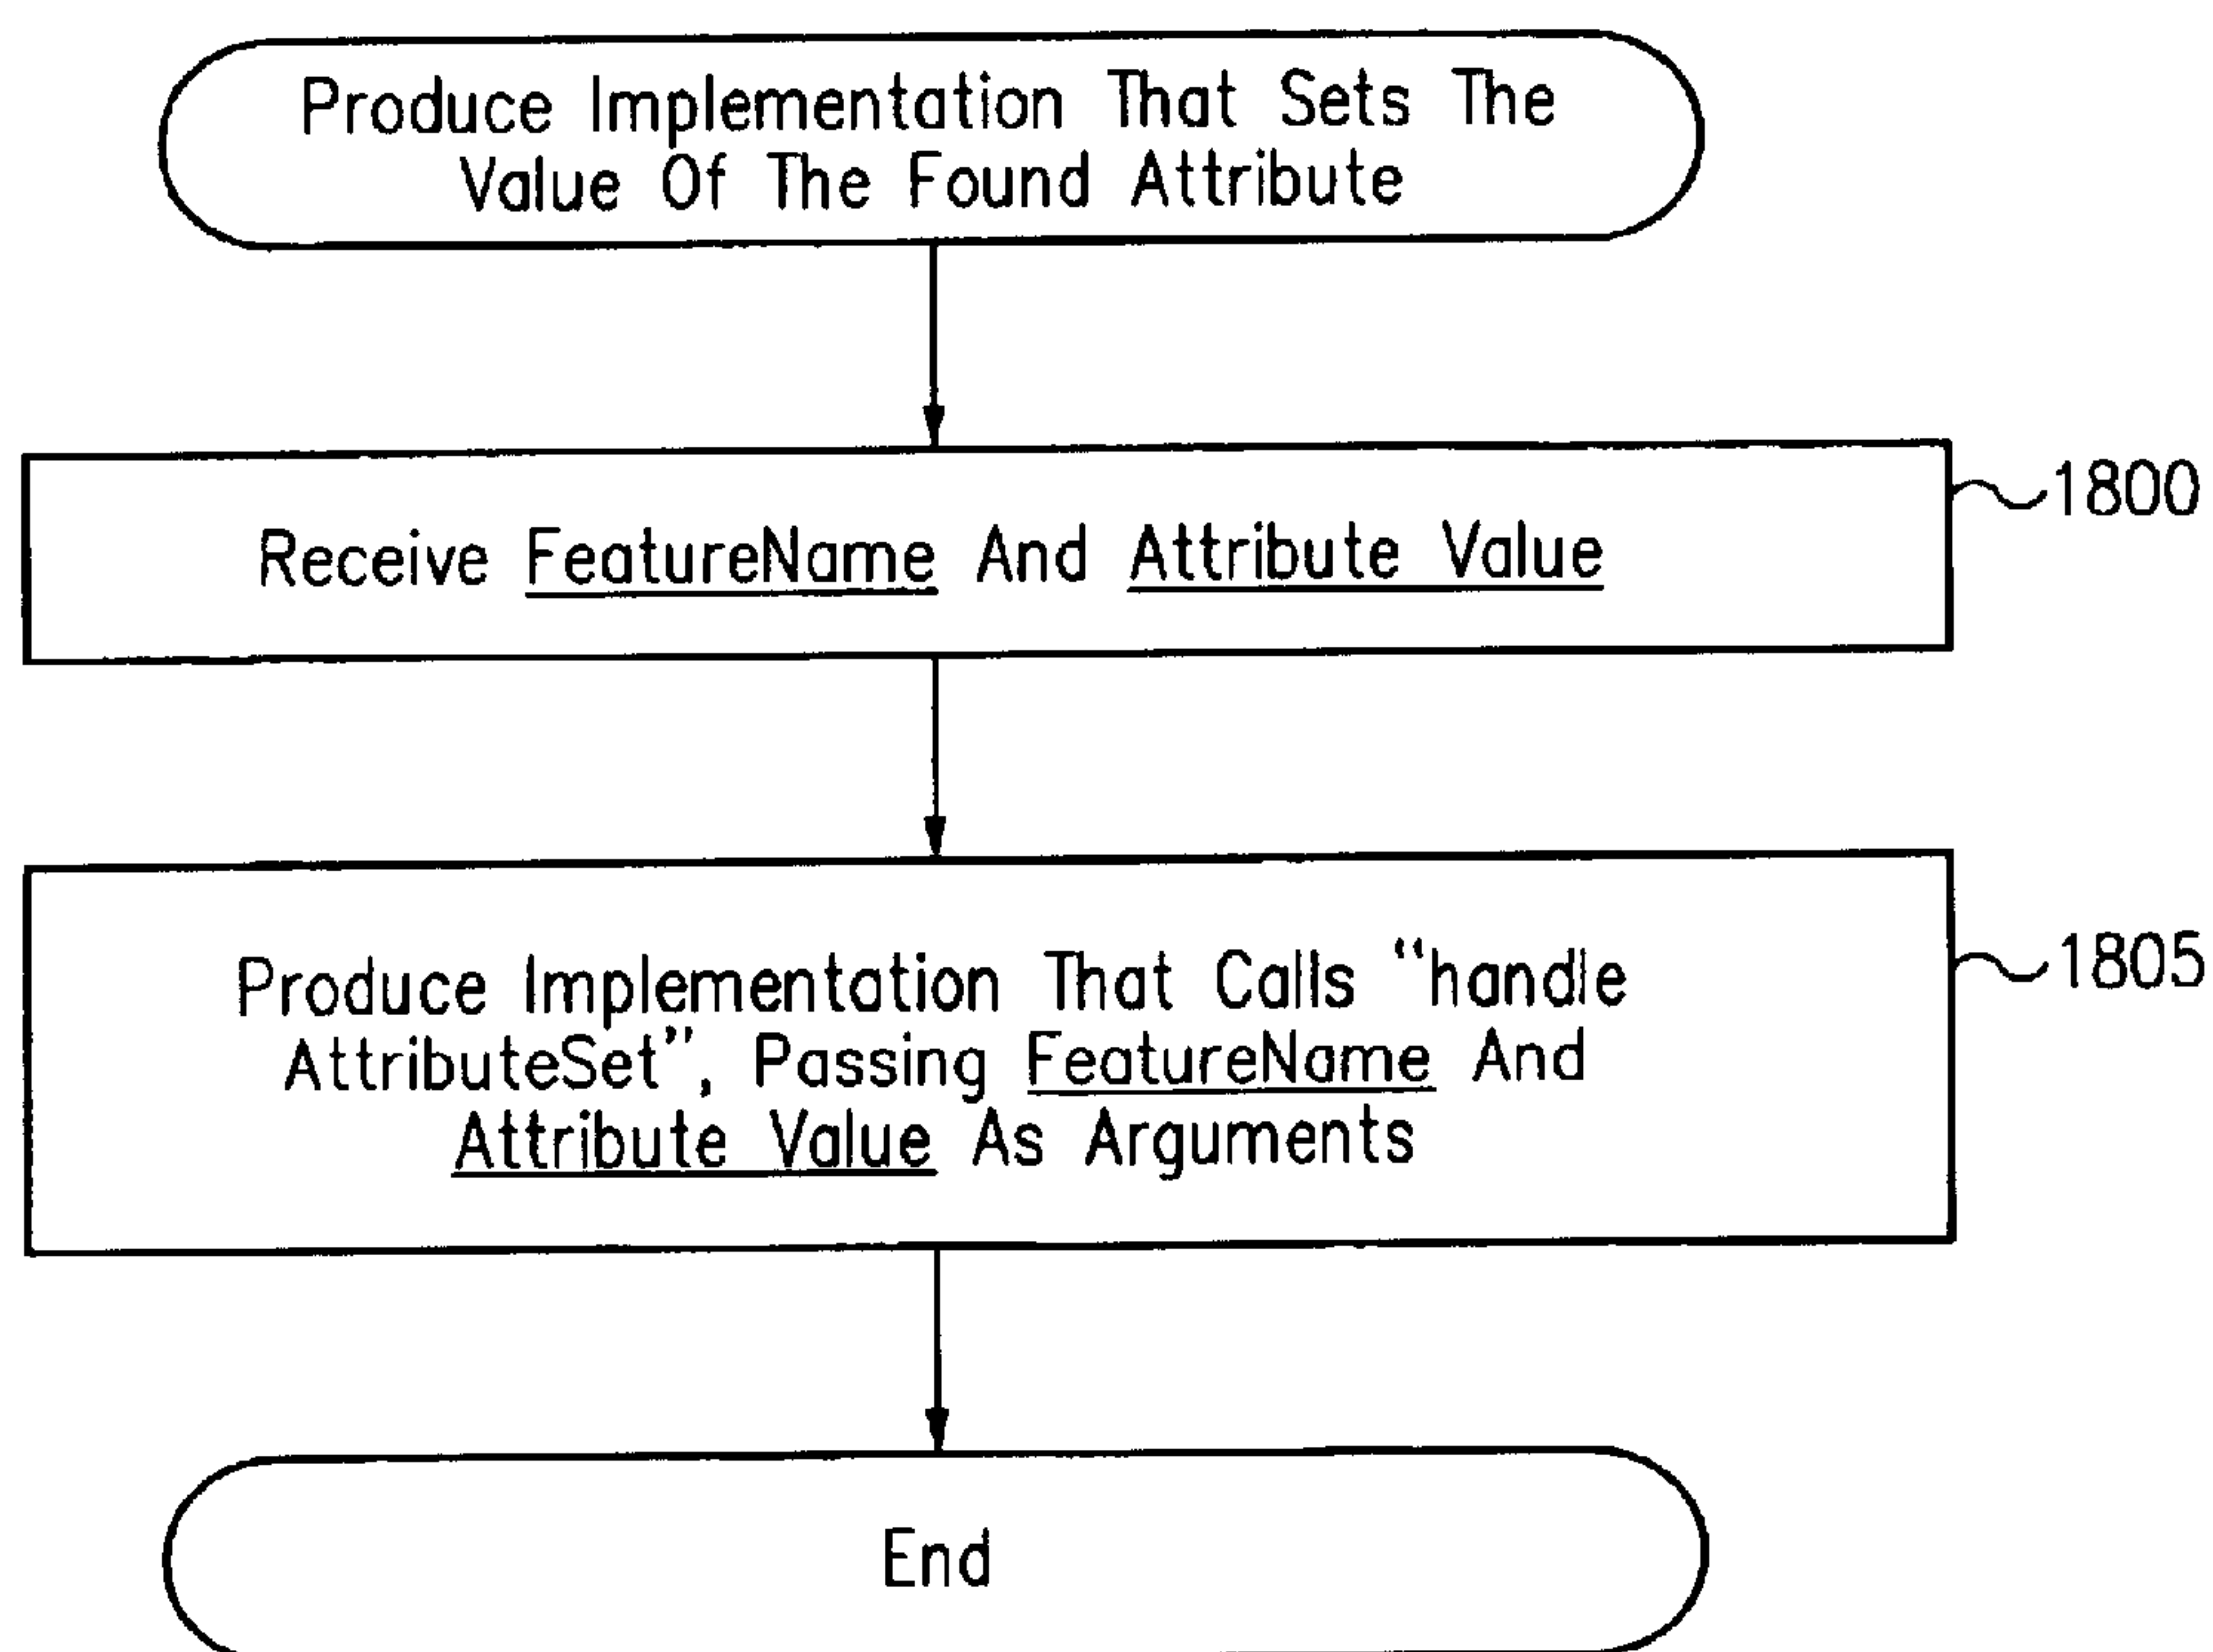 Produce Implementation That Sets The
Value Of The Found Attribute
Receive FeatureName And Attribute Value
1800
Produce Implementation That Calls “handle
AttributeSet”, Passing FeatureName And
Attribute Value As Arguments
1805
End